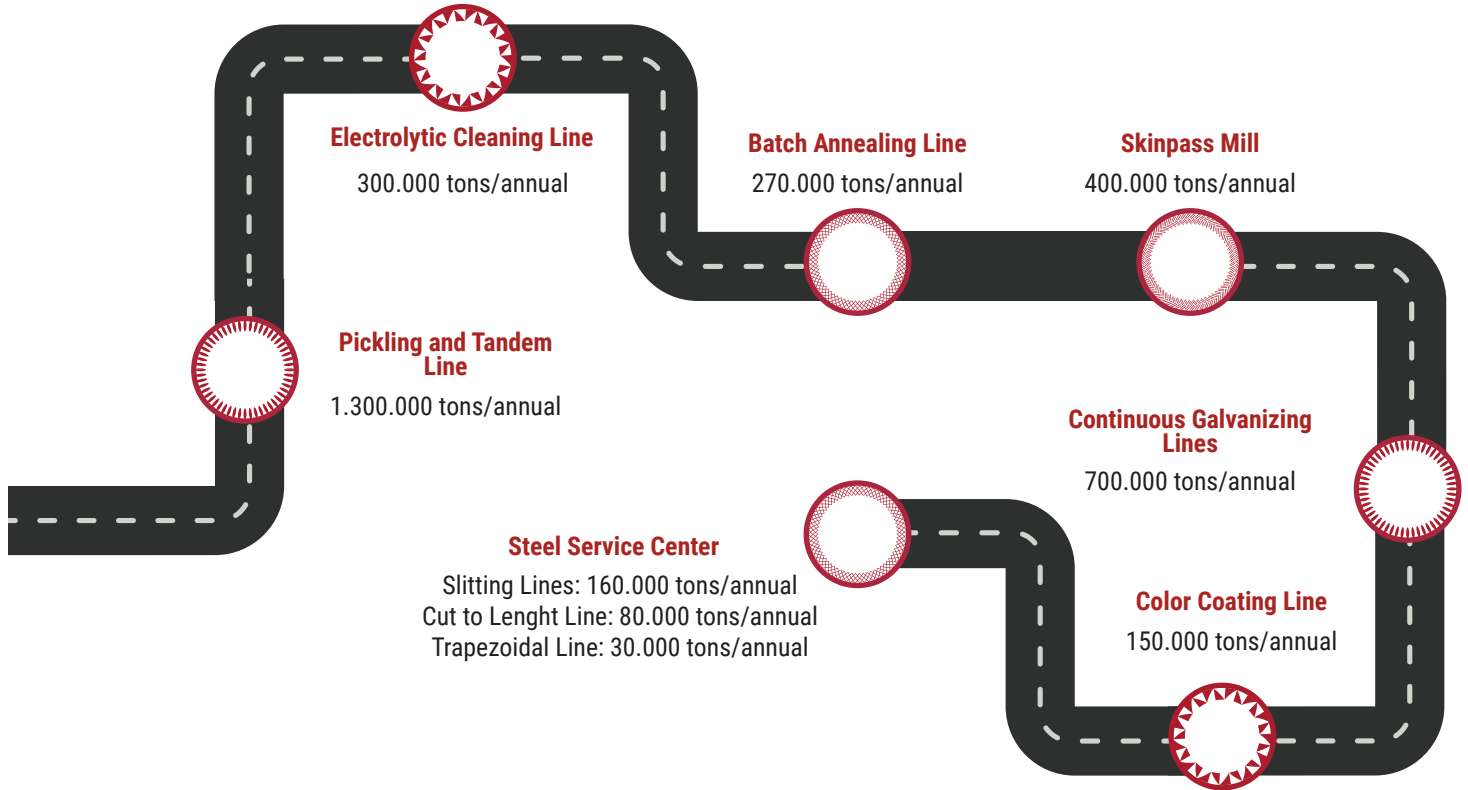 Electrolytic Cleaning Line
300.000 tons/annual
Batch Annealing Line
270.000 tons/annual
Skinpass Mill
400.000 tons/annual
Pickling and Tandem
Line
1.300.000 tons/annual
Continuous Galvanizing
Lines
700.000 tons/annual
Steel Service Center
Slitting Lines: 160.000 tons/annual
Cut to Lenght Line: 80.000 tons/annual
Trapezoidal Line: 30.000 tons/annual
Color Coating Line
150.000 tons/annual